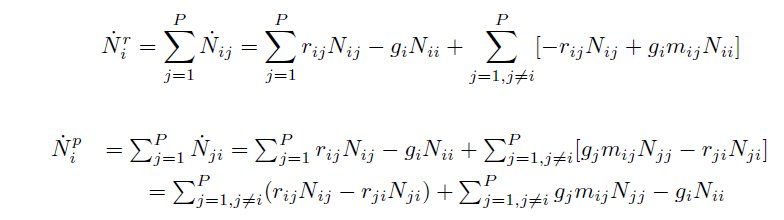 \dot{N}_i^r = \sum_{j=1}^{P} \dot{N}_{ij} = \sum_{j=1}^{P} r_{ij} N_{ij} - g_i N_{ii} + \sum_{j=1, j \neq i}^{P} [-r_{ij} N_{ij} + g_i m_{ij} N_{ii}]
\dot{N}_i^p = \sum_{j=1}^{P} \dot{N}_{ji} = \sum_{j=1}^{P} r_{ij} N_{ij} - g_i N_{ii} + \sum_{j=1, j \neq i}^{P} [g_j m_{ij} N_{jj} - r_{ji} N_{ji}]
= \sum_{j=1, j \neq i}^{P} (r_{ij} N_{ij} - r_{ji} N_{ji}) + \sum_{j=1, j \neq i}^{P} g_j m_{ij} N_{jj} - g_i N_{ii}